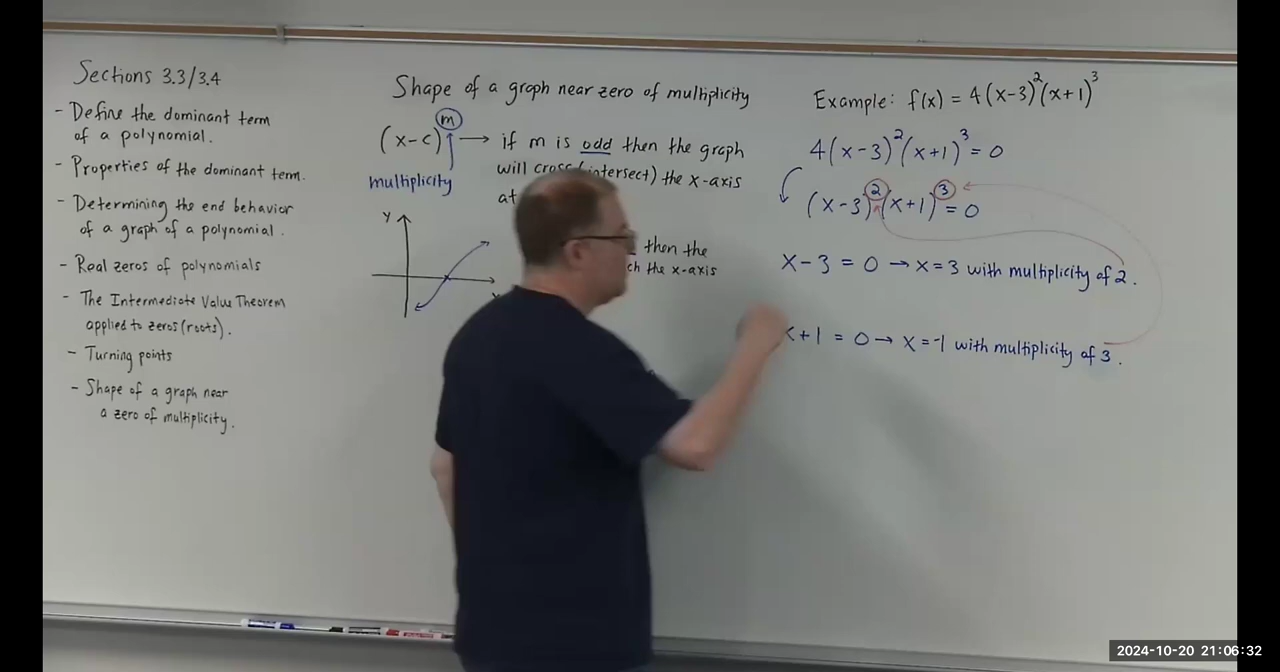 Sections 3.3/3.4
- Define the dominant term
of a polynomial.
- Properties of the dominant term.
- Determining the end behavior
of a graph of a polynomial.
- Real zeros of polynomials
- The Intermediate Value Theorem
applied to zeros (roots).
- Turning points
- Shape of a graph near
a zero of multiplicity.
Shape of a graph near zero of multiplicity
(x-c)^m → if m is odd then the graph
will cross (intersect) the x-axis
at
multiplicity
y
x
then the
the x-axis
Example: f(x) = 4(x-3)^2(x+1)^3
4(x-3)^2(x+1)^3 = 0
(x-3)^2(x+1)^3 = 0
x-3 = 0 → x=3 with multiplicity of 2.
x+1 = 0 → x=-1 with multiplicity of 3.
2024-10-20 21:06:32